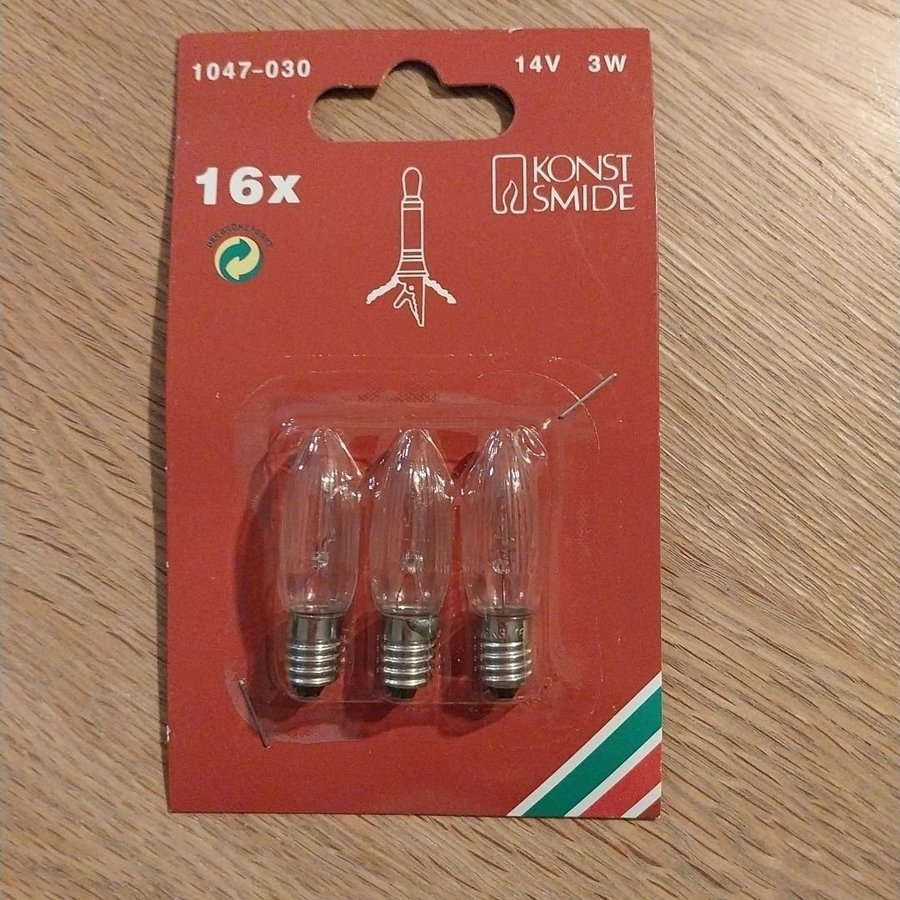 1047-030
14V 3W
16x
KONST
SMIDE